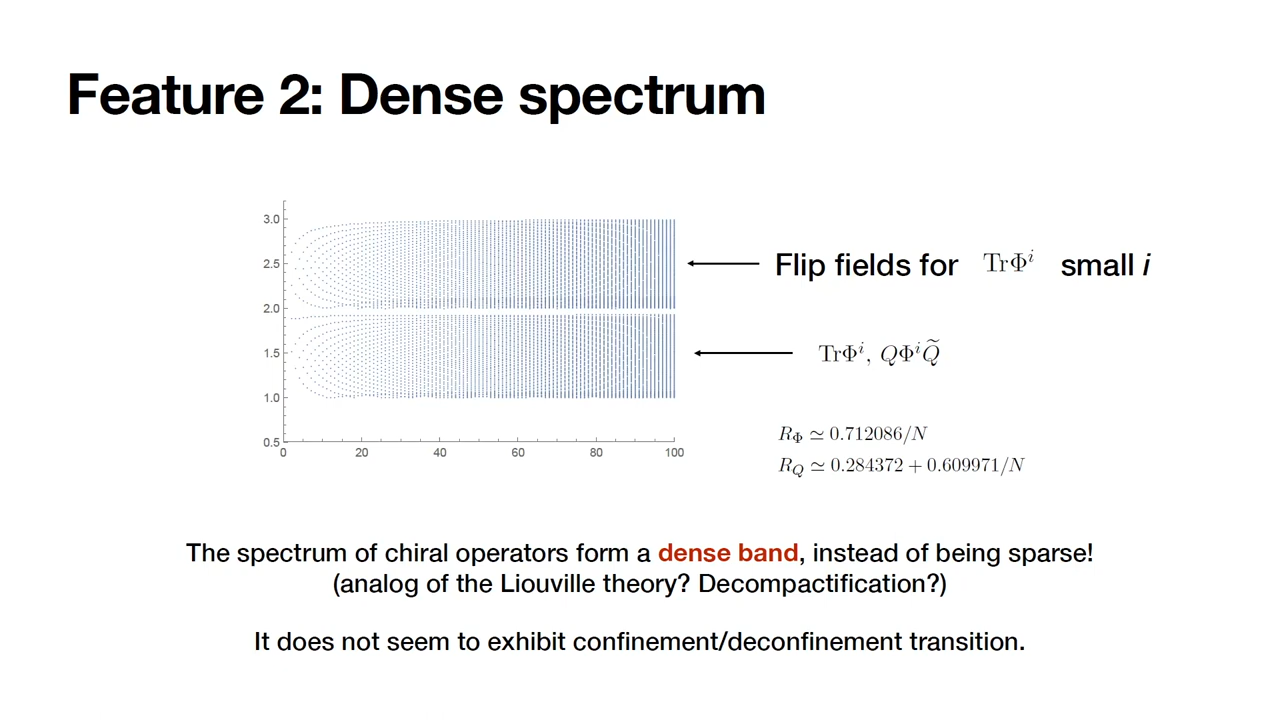 Feature 2: Dense spectrum
3.0
2.5
2.0
1.5
1.0
0.5
0 20 40 60 80 100
Flip fields for TrΦ^i small i
TrΦ^i, QΦ^iQ̃
R_Φ ≃ 0.712086/N
R_Q ≃ 0.284372 + 0.609971/N
The spectrum of chiral operators form a dense band, instead of being sparse!
(analog of the Liouville theory? Decompactification?)
It does not seem to exhibit confinement/deconfinement transition.